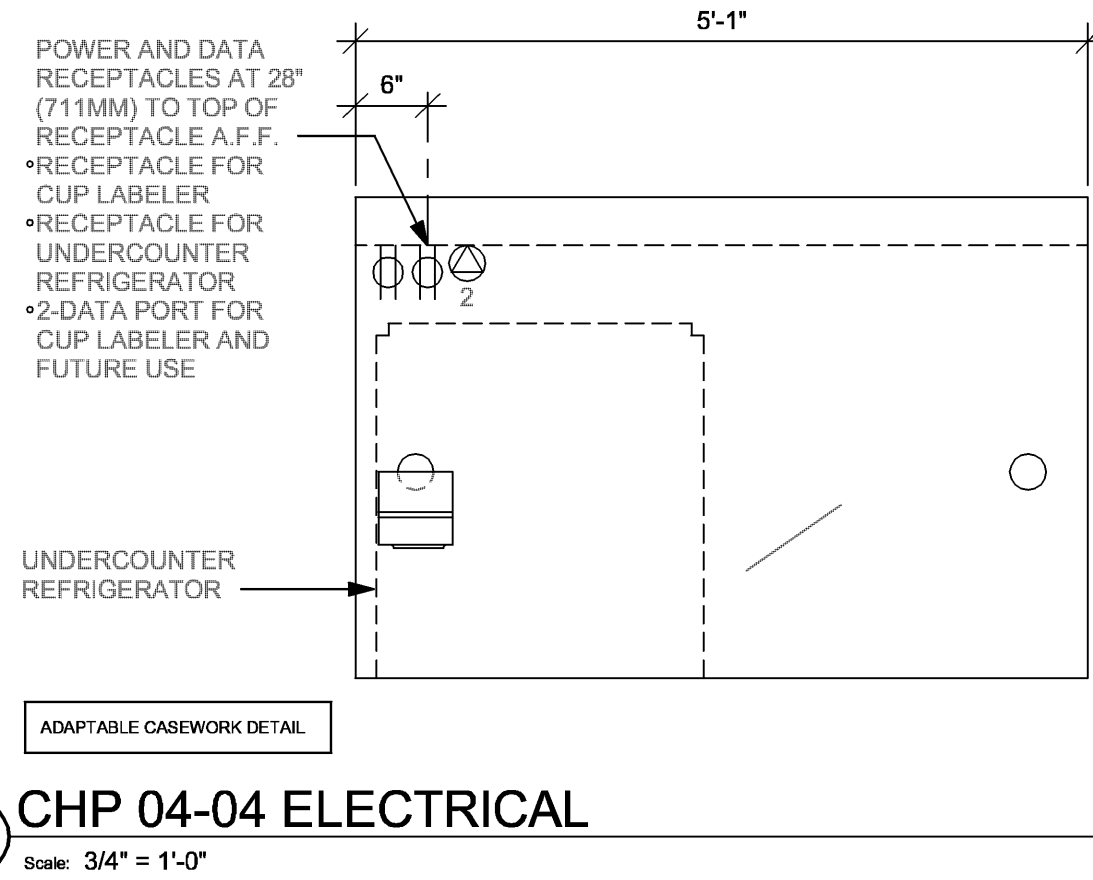 5'-1"
6"
POWER AND DATA
RECEPTACLES AT 28"
(711MM) TO TOP OF
RECEPTACLE A.F.F.
°RECEPTACLE FOR
CUP LABELER
°RECEPTACLE FOR
UNDERCOUNTER
REFRIGERATOR
°2-DATA PORT FOR
CUP LABELER AND
FUTURE USE
2
UNDERCOUNTER
REFRIGERATOR
ADAPTABLE CASEWORK DETAIL
CHP 04-04 ELECTRICAL
Scale: 3/4" = 1'-0"